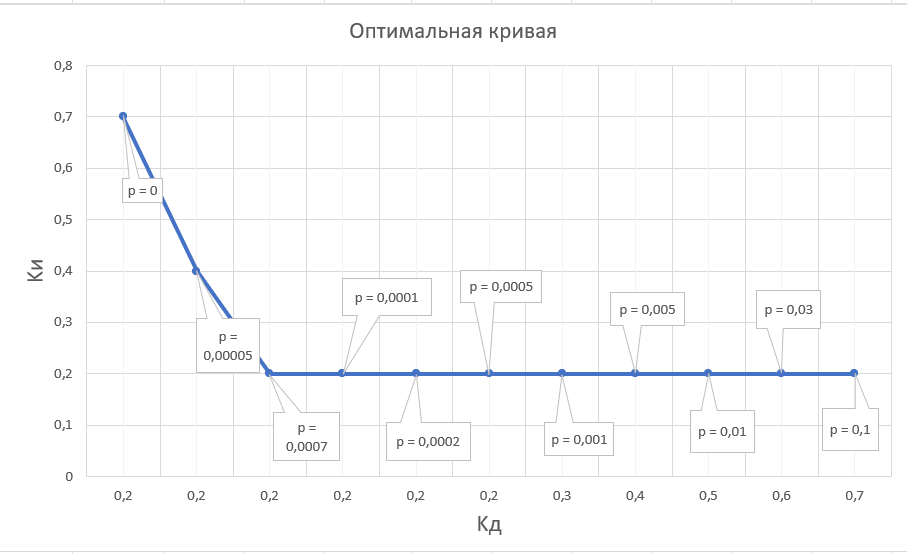 Оптимальная кривая
0,8
0,7
0,6
0,5
0,4
0,3
0,2
0,1
0
Ки
p = 0
p =
0,00005
p =
0,0007
p = 0,0001
p = 0,0002
p = 0,0005
p = 0,001
p = 0,005
p = 0,01
p = 0,03
p = 0,1
0,2 0,2 0,2 0,2 0,2 0,2 0,3 0,4 0,5 0,6 0,7
Кд